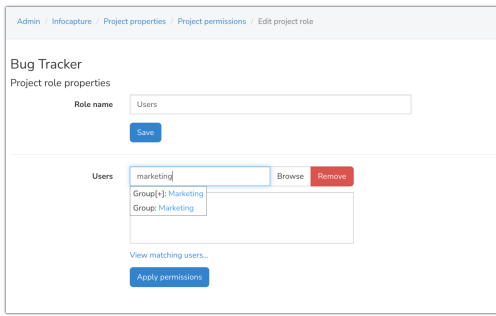 Admin / Infocapture / Project properties / Project permissions / Edit project role
Bug Tracker
Project role properties
Role name
Users
Save
Users
marketing
Browse
Remove
Group[+]: Marketing
Group: Marketing
View matching users...
Apply permissions